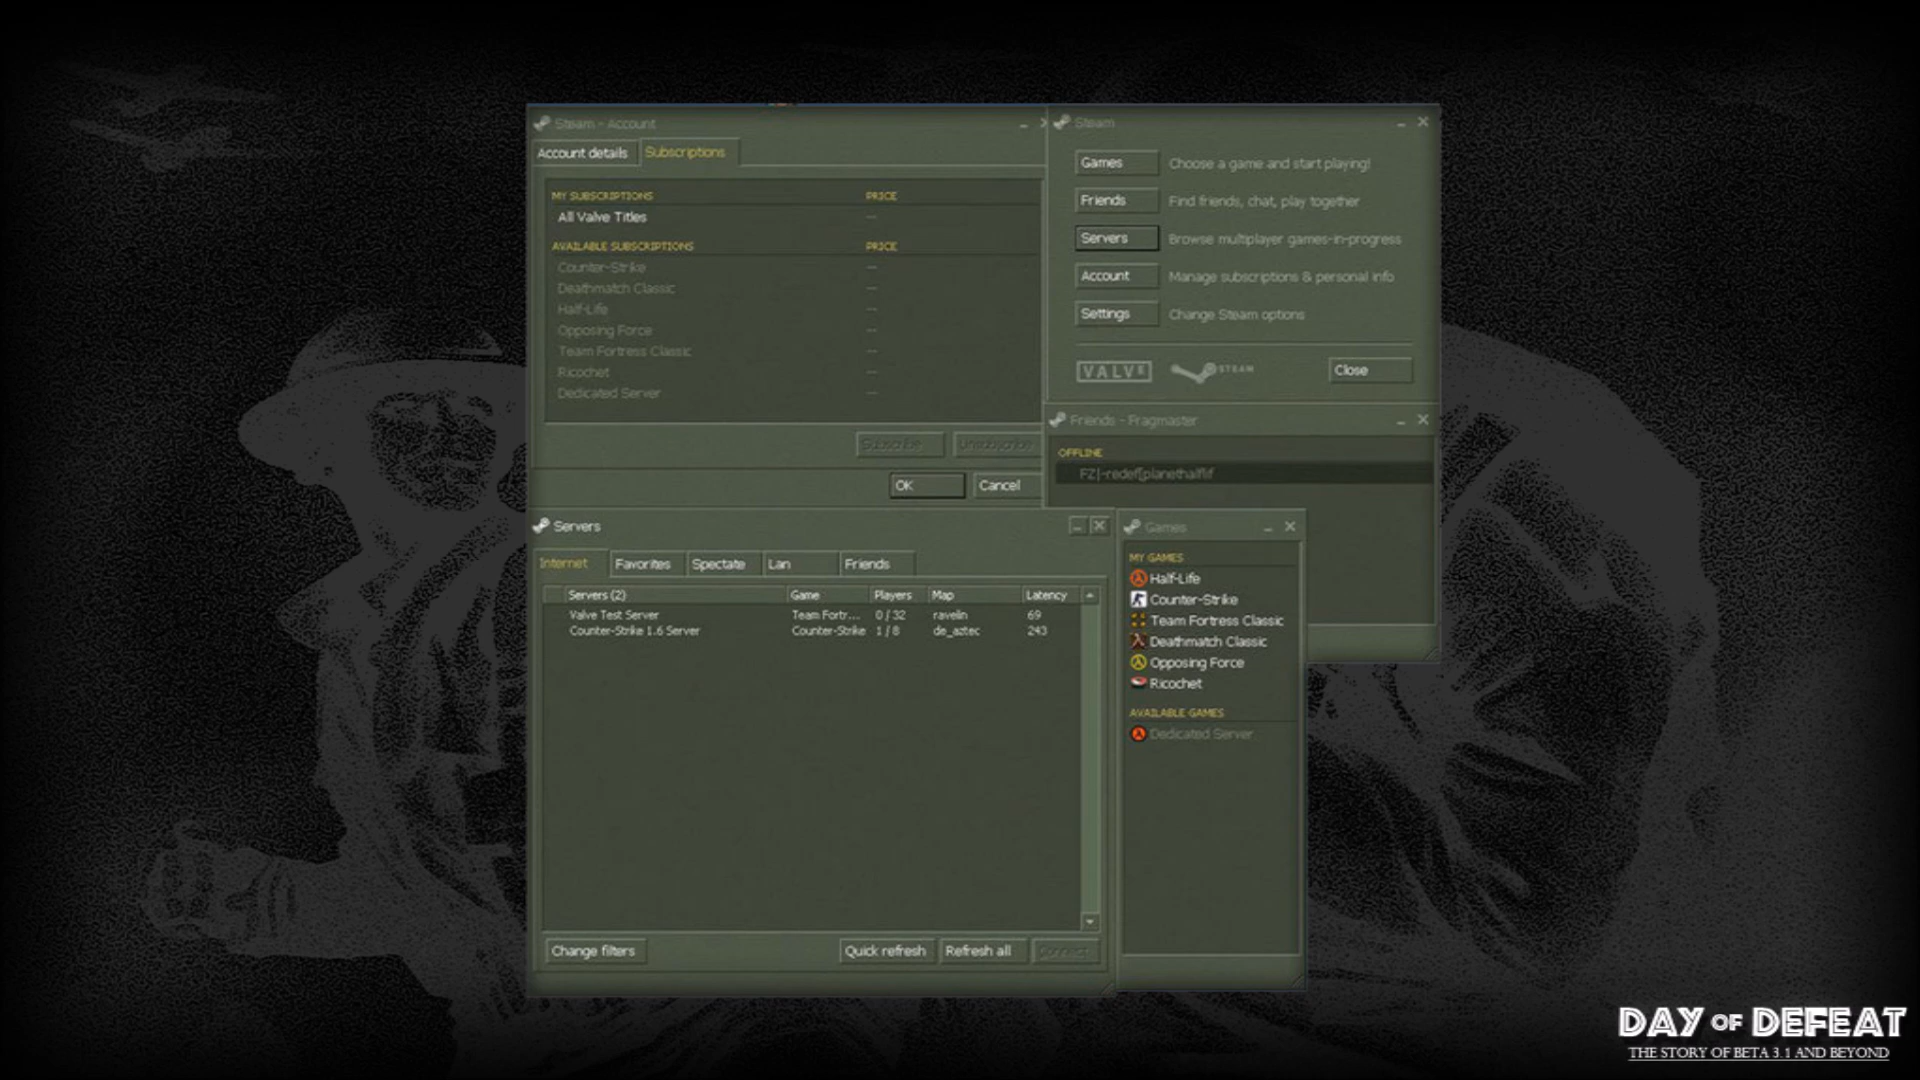 Steam - Account
Account details
Subscriptions
MY SUBSCRIPTIONS PRICE
All Valve Titles
AVAILABLE SUBSCRIPTIONS PRICE
Counter-Strike
Deathmatch Classic
Half-Life
Opposing Force
Team Fortress Classic
Ricochet
Dedicated Server
Subscribe
Unsubscribe
OK
Cancel
Steam
Games Choose a game and start playing!
Friends Find friends, chat, play together
Servers Browse multiplayer games-in-progress
Account Manage subscriptions & personal info
Settings Change Steam options
VALVE
STEAM
Close
Friends - Fragmaster
OFFLINE
Servers
Internet
Favorites
Spectate
Lan
Friends
Servers (2) Game Players Map Latency
Valve Test Server Team Fortr... 0 / 32 ravelin 69
Counter-Strike 1.6 Server Counter-Strike 1 / 8 de_aztec 243
Change filters
Quick refresh
Refresh all
Connect
Games
MY GAMES
Half-Life
Counter-Strike
Team Fortress Classic
Deathmatch Classic
Opposing Force
Ricochet
AVAILABLE GAMES
Dedicated Server
DAY OF DEFEAT
THE STORY OF BETA 3.1 AND BEYOND